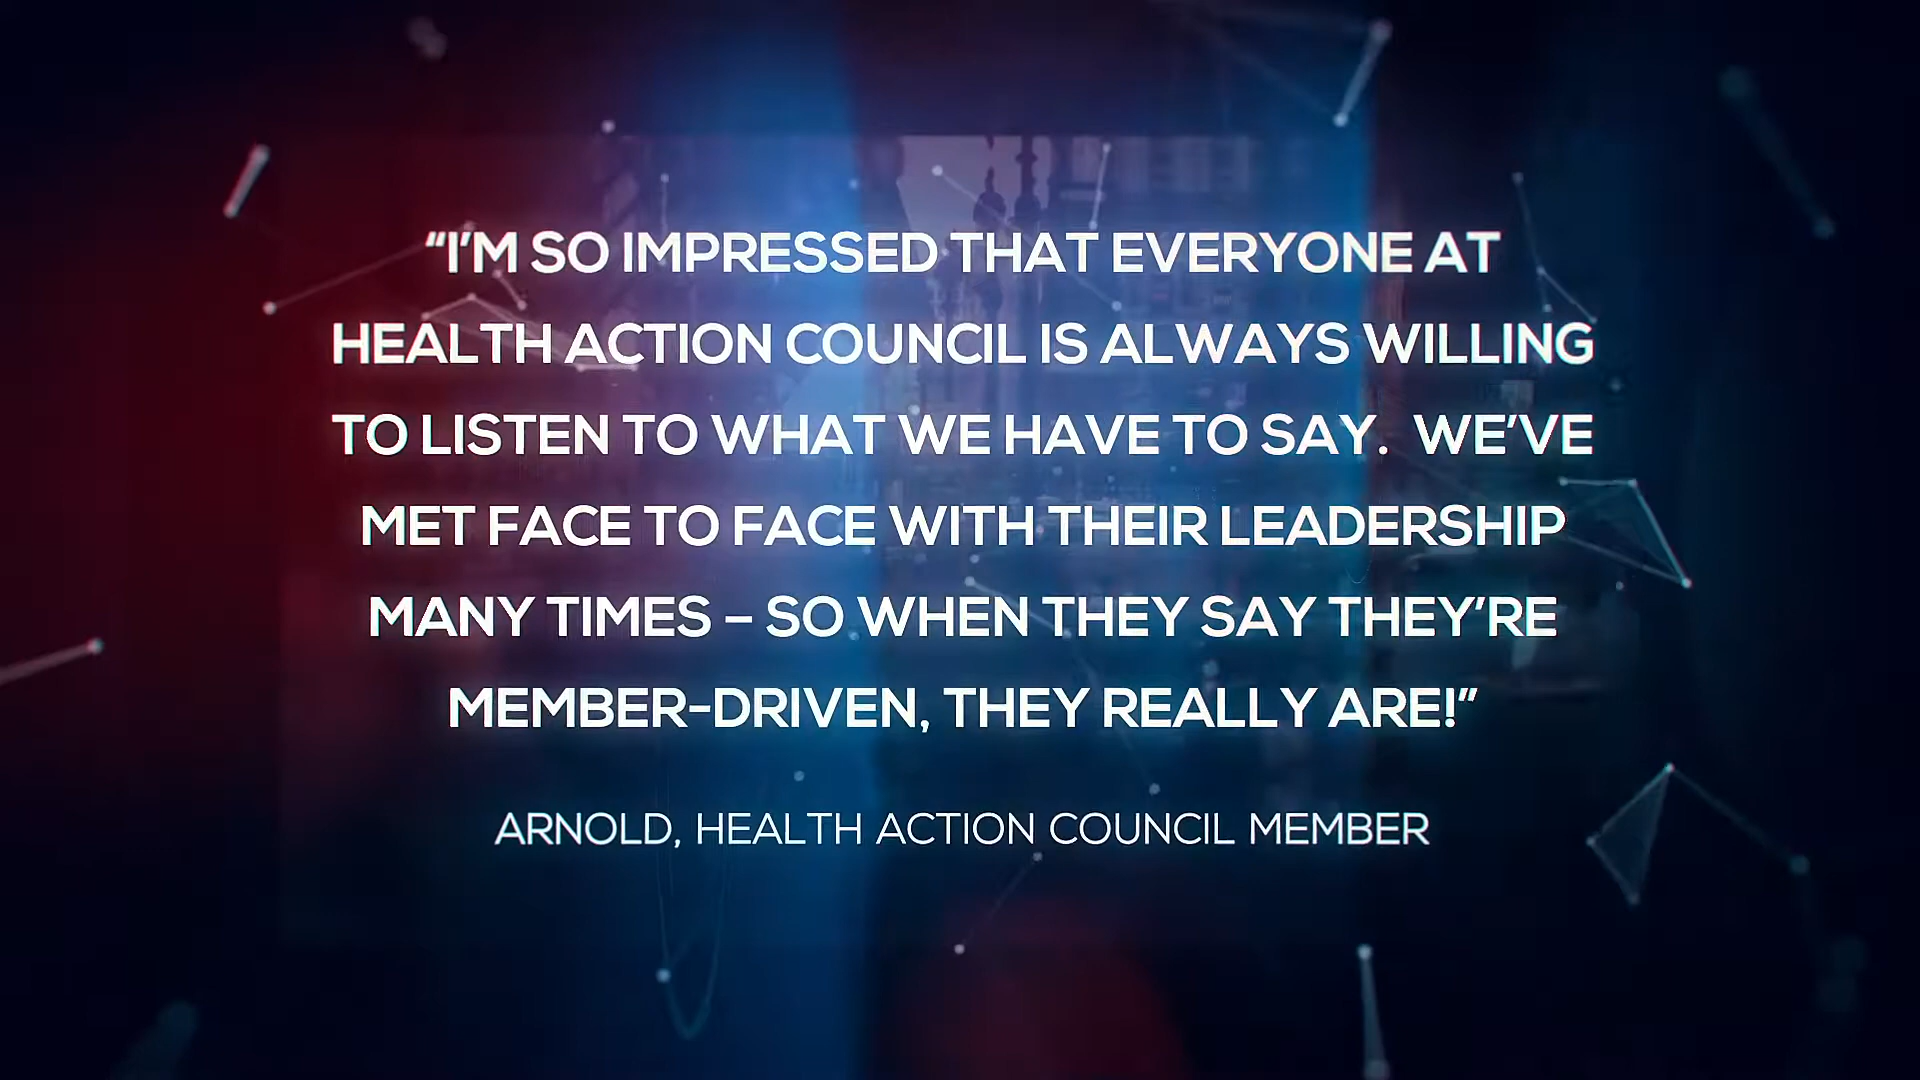 “I’M SO IMPRESSED THAT EVERYONE AT
HEALTH ACTION COUNCIL IS ALWAYS WILLING
TO LISTEN TO WHAT WE HAVE TO SAY.  WE’VE
MET FACE TO FACE WITH THEIR LEADERSHIP
MANY TIMES – SO WHEN THEY SAY THEY’RE
MEMBER-DRIVEN, THEY REALLY ARE!”
ARNOLD, HEALTH ACTION COUNCIL MEMBER